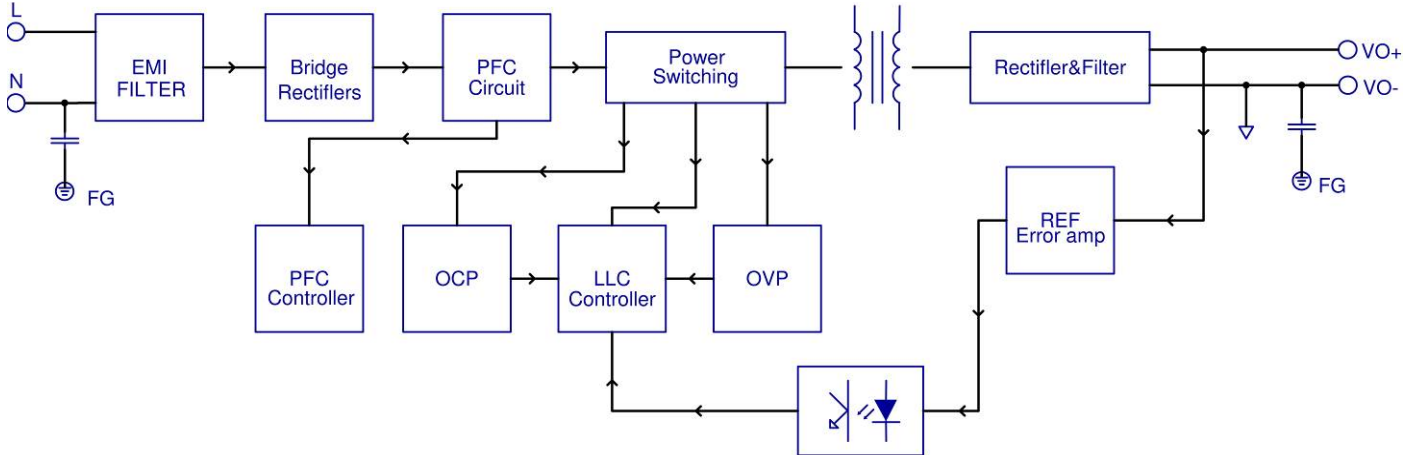 L
N
EMI
FILTER
Bridge
Rectiflers
PFC
Circuit
Power
Switching
Rectifler&Filter
VO+
VO-
FG
FG
PFC
Controller
OCP
LLC
Controller
OVP
REF
Error amp